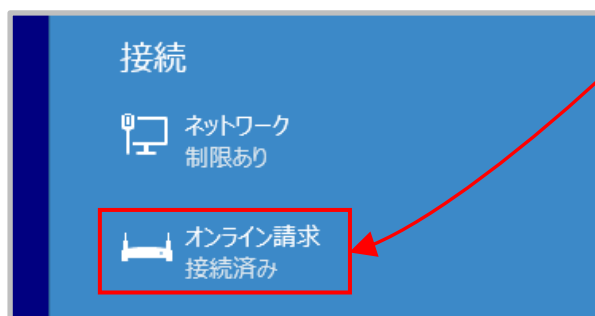 接続
ネットワーク
制限あり
オンライン請求
接続済み